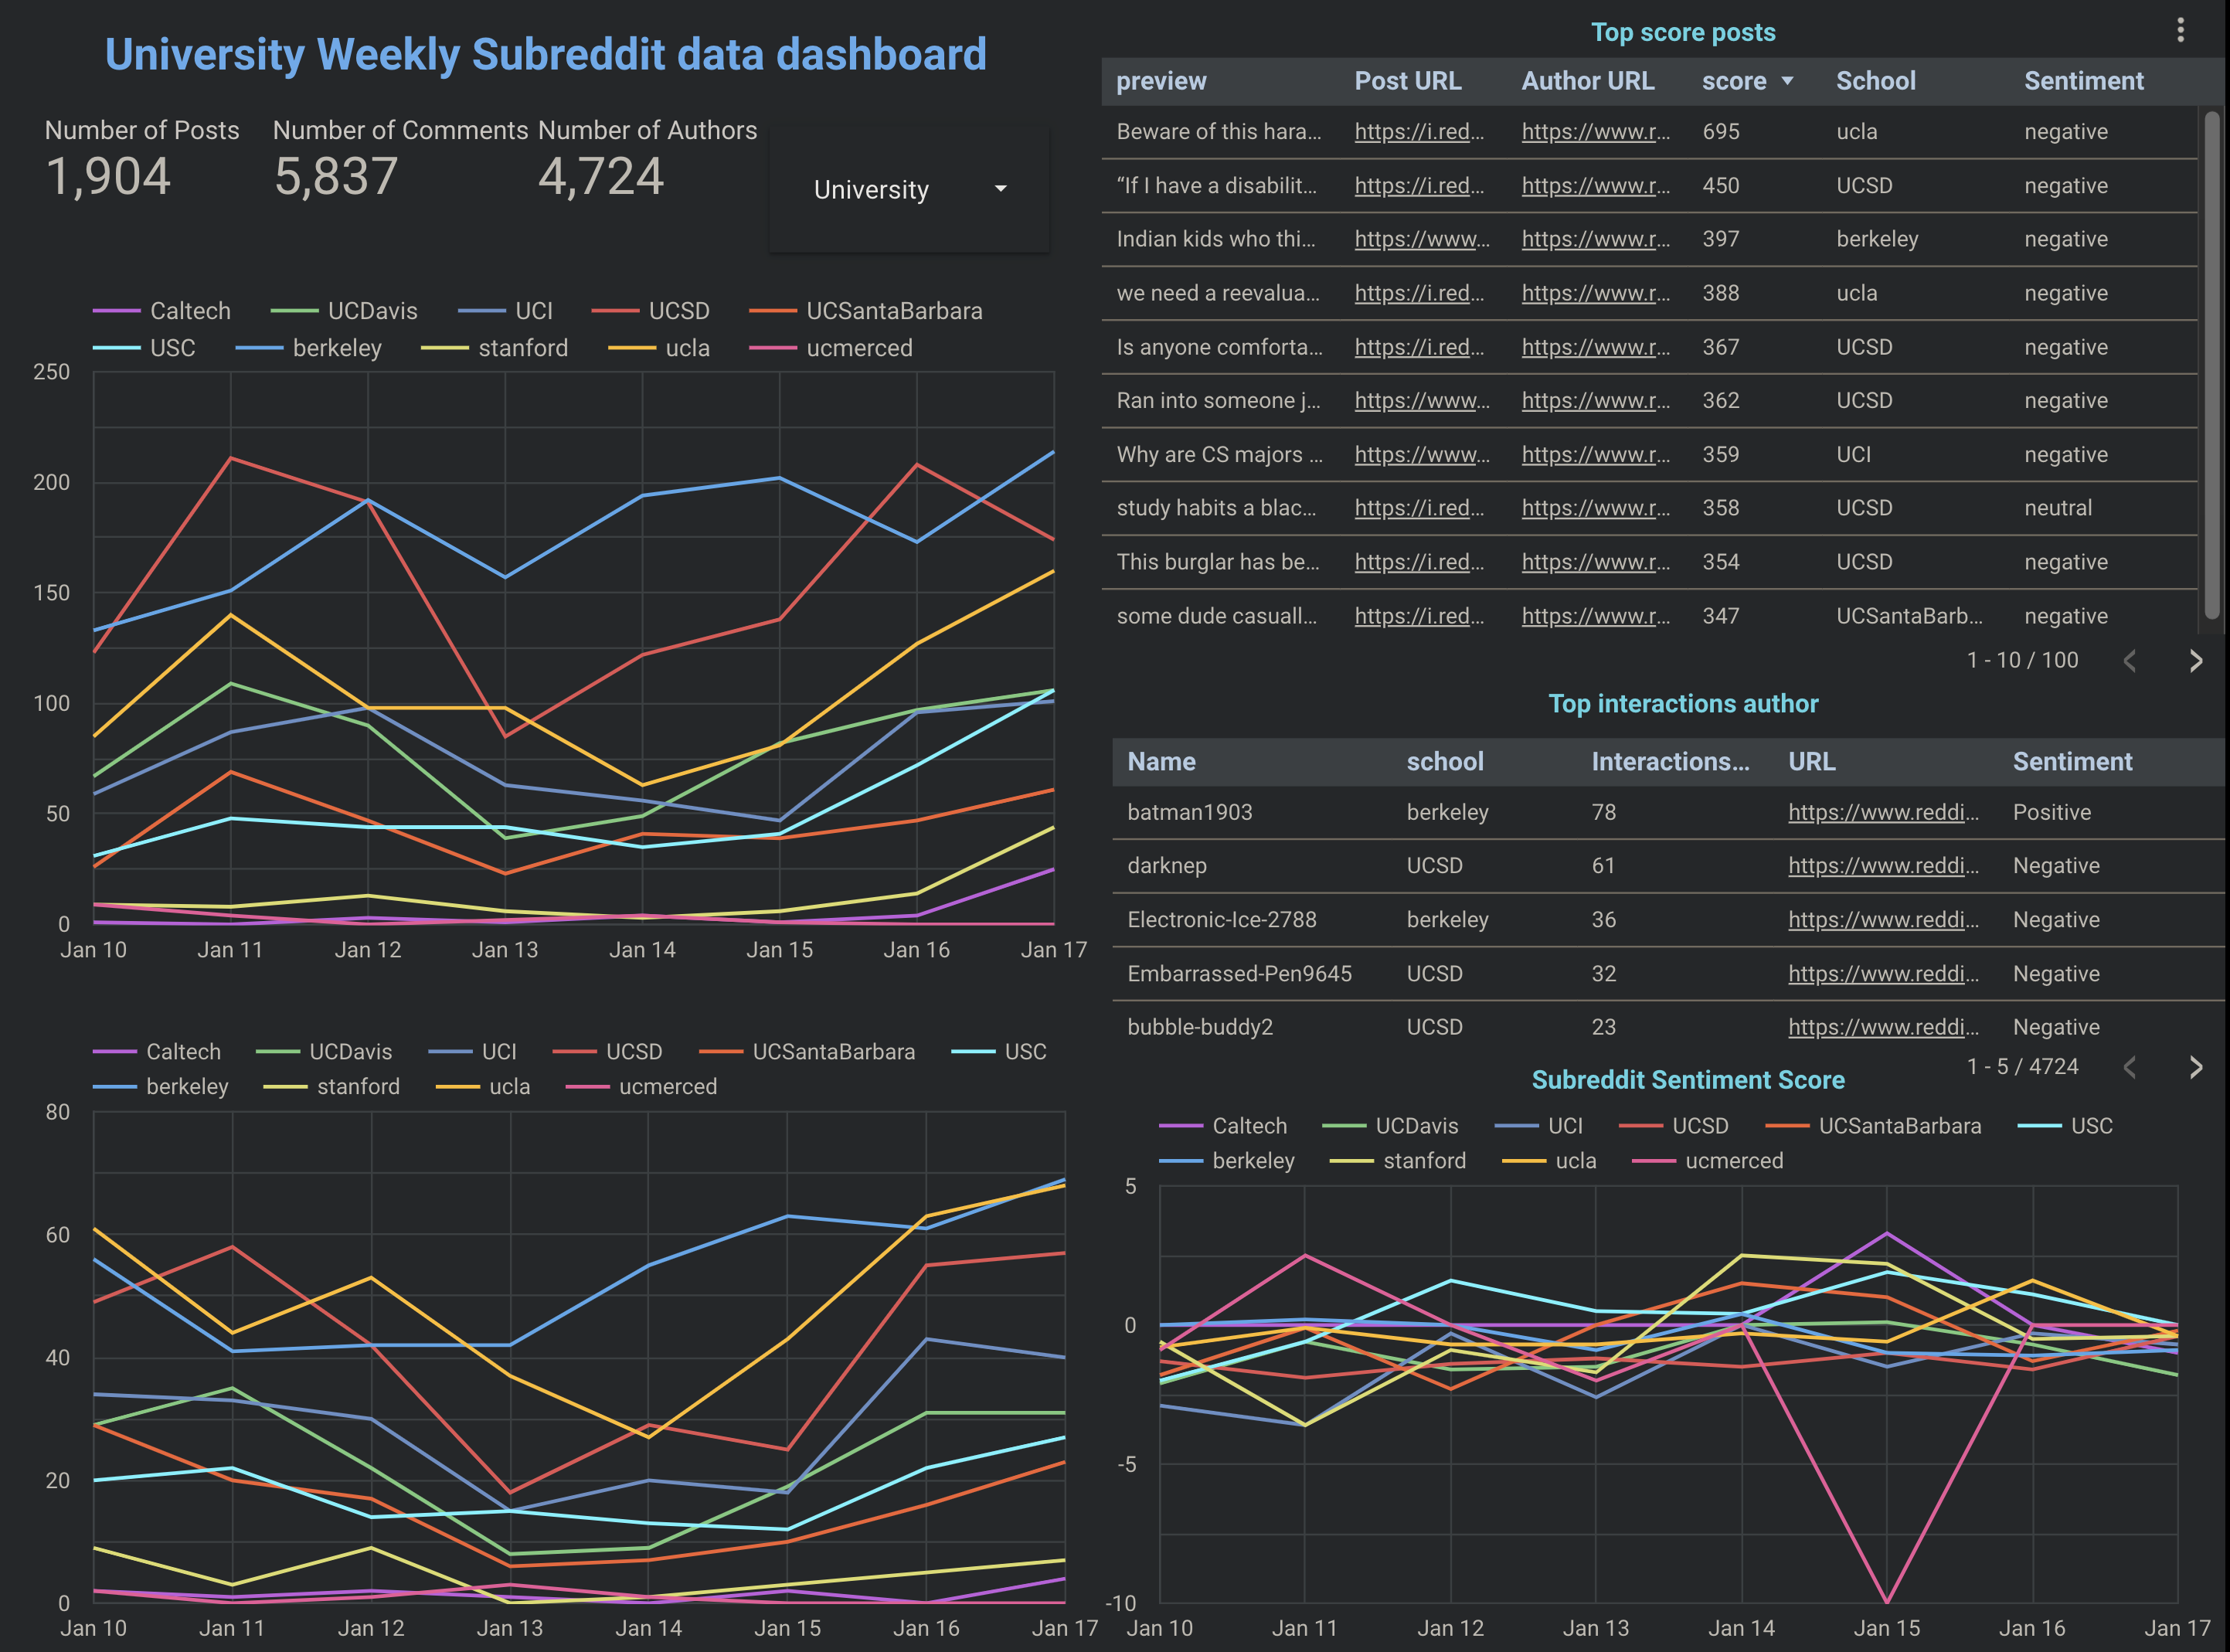 University Weekly Subreddit data dashboard
Number of Posts Number of Comments Number of Authors
1,904 5,837 4,724
University
Caltech UCDavis UCI UCSD UCSantaBarbara
USC berkeley stanford ucla ucmerced
250
200
150
100
50
0
Jan 10 Jan 11 Jan 12 Jan 13 Jan 14 Jan 15 Jan 16 Jan 17
Caltech UCDavis UCI UCSD UCSantaBarbara USC
berkeley stanford ucla ucmerced
80
60
40
20
0
Jan 10 Jan 11 Jan 12 Jan 13 Jan 14 Jan 15 Jan 16 Jan 17
Top score posts
preview Post URL Author URL score School Sentiment
Beware of this hara... https://i.red... https://www.r... 695 ucla negative
“If I have a disabilit... https://i.red... https://www.r... 450 UCSD negative
Indian kids who thi... https://www... https://www.r... 397 berkeley negative
we need a reevalua... https://i.red... https://www.r... 388 ucla negative
Is anyone comforta... https://i.red... https://www.r... 367 UCSD negative
Ran into someone j... https://www... https://www.r... 362 UCSD negative
Why are CS majors ... https://www... https://www.r... 359 UCI negative
study habits a blac... https://i.red... https://www.r... 358 UCSD neutral
This burglar has be... https://i.red... https://www.r... 354 UCSD negative
some dude casuall... https://i.red... https://www.r... 347 UCSantaBarb... negative
1 - 10 / 100
Top interactions author
Name school Interactions... URL Sentiment
batman1903 berkeley 78 https://www.reddi... Positive
darknep UCSD 61 https://www.reddi... Negative
Electronic-Ice-2788 berkeley 36 https://www.reddi... Negative
Embarrassed-Pen9645 UCSD 32 https://www.reddi... Negative
bubble-buddy2 UCSD 23 https://www.reddi... Negative
1 - 5 / 4724
Subreddit Sentiment Score
Caltech UCDavis UCI UCSD UCSantaBarbara USC
berkeley stanford ucla ucmerced
5
0
-5
-10
Jan 10 Jan 11 Jan 12 Jan 13 Jan 14 Jan 15 Jan 16 Jan 17